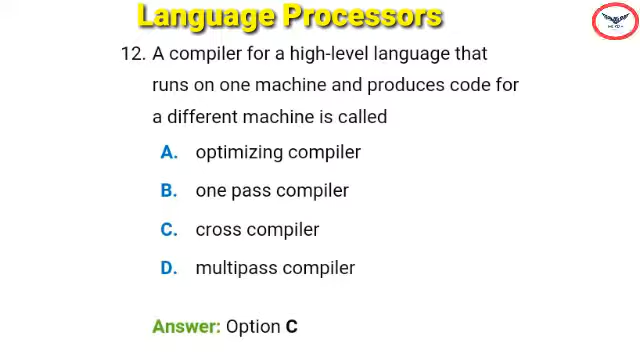 Language Processors
12. A compiler for a high-level language that
runs on one machine and produces code for
a different machine is called
A. optimizing compiler
B. one pass compiler
C. cross compiler
D. multipass compiler
Answer: Option C